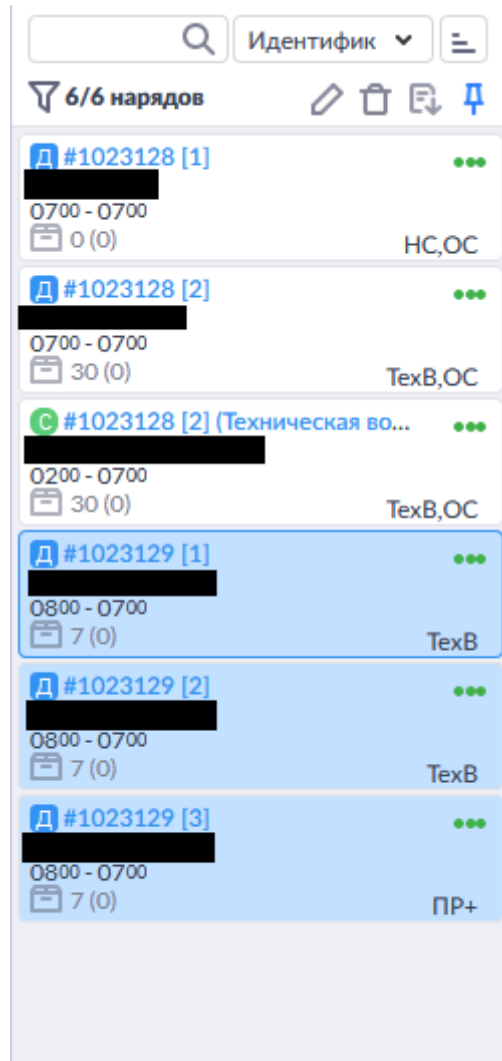 Идентифик
6/6 нарядов
Д #1023128 [1]
0700 - 0700
0 (0)
НС,ОС
Д #1023128 [2]
0700 - 0700
30 (0)
ТехВ,ОС
С #1023128 [2] (Техническая во...
0200 - 0700
30 (0)
ТехВ,ОС
Д #1023129 [1]
0800 - 0700
7 (0)
ТехВ
Д #1023129 [2]
0800 - 0700
7 (0)
ТехВ
Д #1023129 [3]
0800 - 0700
7 (0)
ПР+